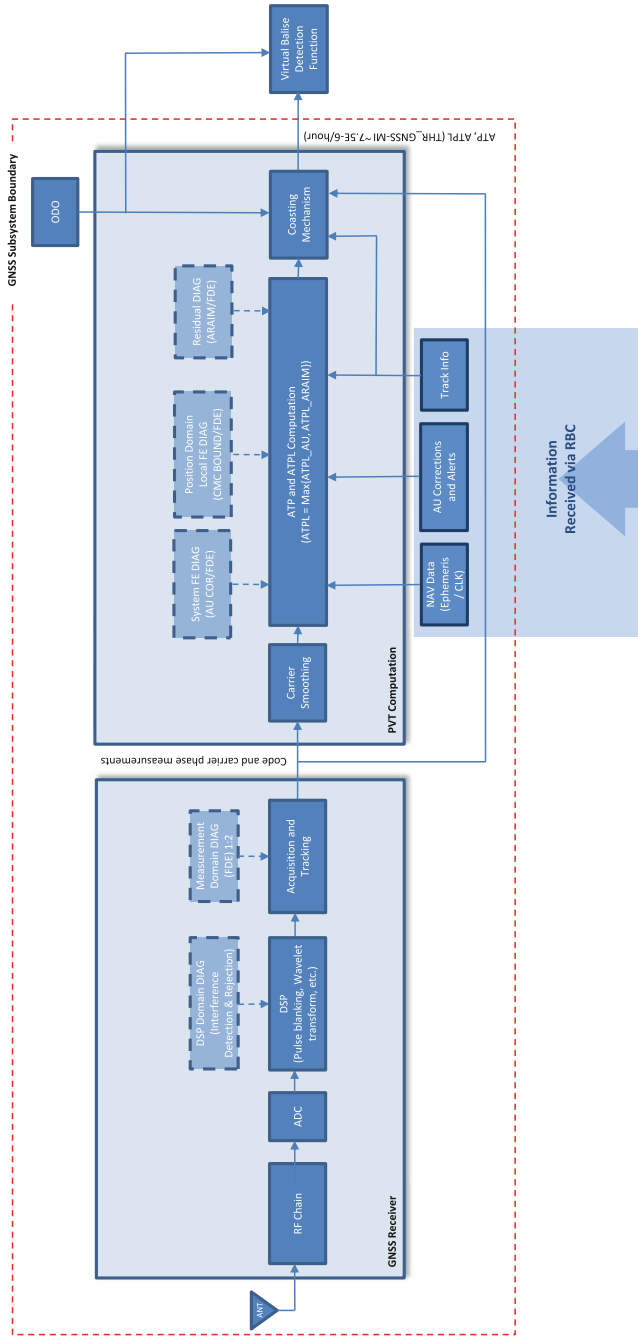 GNSS Subsystem Boundary
ANT
GNSS Receiver
RF Chain
ADC
DSP
(Pulse blanking, Wavelet
transform, etc.)
DSP Domain DIAG
(Interference
Detection & Rejection)
Acquisition and
Tracking
Measurement
Domain DIAG
(FDE) 1:2
Code and carrier phase measurements
PVT Computation
Carrier
Smoothing
System FE DIAG
(AU COR/FDE)
Position Domain
Local FE DIAG
(CMC BOUND/FDE)
Residual DIAG
(ARAIM/FDE)
ATP and ATPL Computation
(ATPL = Max{ATPL_AU, ATPL_ARAIM})
Coasting
Mechanism
ODO
Virtual Balise
Detection
Function
ATP, ATPL (THR_GNSS-MI~7.5E-6/hour)
NAV Data
(Ephemeris
/ CLK)
AU Corrections
and Alerts
Track Info
Information
Received via RBC